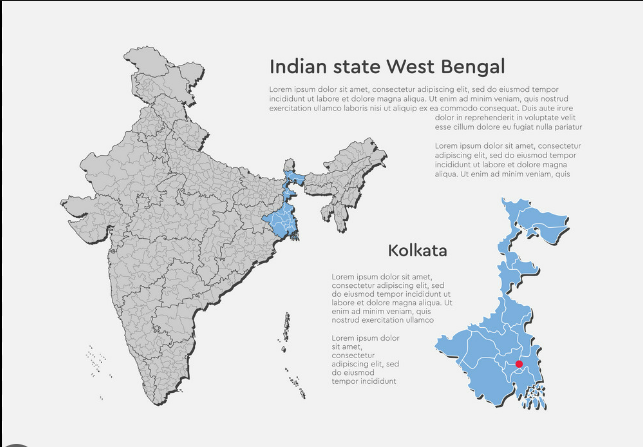 Indian state West Bengal
Lorem ipsum dolor sit amet, consectetur adipiscing elit, sed do eiusmod tempor
incididunt ut labore et dolore magna aliqua. Ut enim ad minim veniam, quis nostrud
exercitation ullamco laboris nisi ut aliquip ex ea commodo consequat. Duis aute irure
dolor in reprehenderit in voluptate velit
esse cillum dolore eu fugiat nulla pariatur
Lorem ipsum dolor sit amet, consectetur
adipiscing elit, sed do eiusmod tempor
incididunt ut labore et dolore magna
aliqua. Ut enim ad minim veniam, quis
Kolkata
Lorem ipsum dolor sit amet,
consectetur adipiscing elit, sed
do eiusmod tempor incididunt ut
labore et dolore magna aliqua. Ut
enim ad minim veniam, quis
nostrud exercitation ullamco
Lorem ipsum dolor
sit amet,
consectetur
adipiscing elit, sed
do eiusmod
tempor incididunt